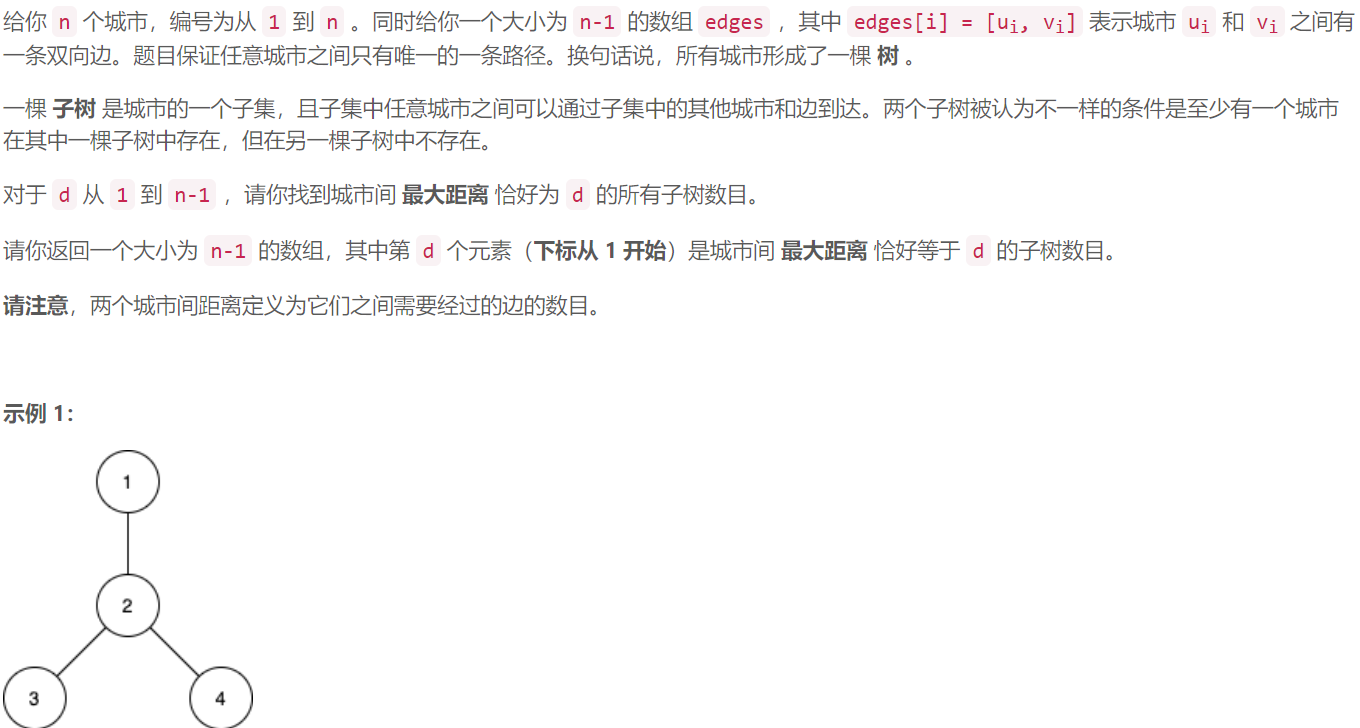 给你 n 个城市，编号为从 1 到 n 。同时给你一个大小为 n-1 的数组 edges ，其中 edges[i] = [uᵢ, vᵢ] 表示城市 uᵢ 和 vᵢ 之间有
一条双向边。题目保证任意城市之间只有唯一的一条路径。换句话说，所有城市形成了一棵 树 。
一棵 子树 是城市的一个子集，且子集中任意城市之间可以通过子集中的其他城市和边到达。两个子树被认为不一样的条件是至少有一个城市
在其中一棵子树中存在，但在另一棵子树中不存在。
对于 d 从 1 到 n-1 ，请你找到城市间 最大距离 恰好为 d 的所有子树数目。
请你返回一个大小为 n-1 的数组，其中第 d 个元素（下标从 1 开始）是城市间 最大距离 恰好等于 d 的子树数目。
请注意，两个城市间距离定义为它们之间需要经过的边的数目。
示例 1：
1
2
3 4